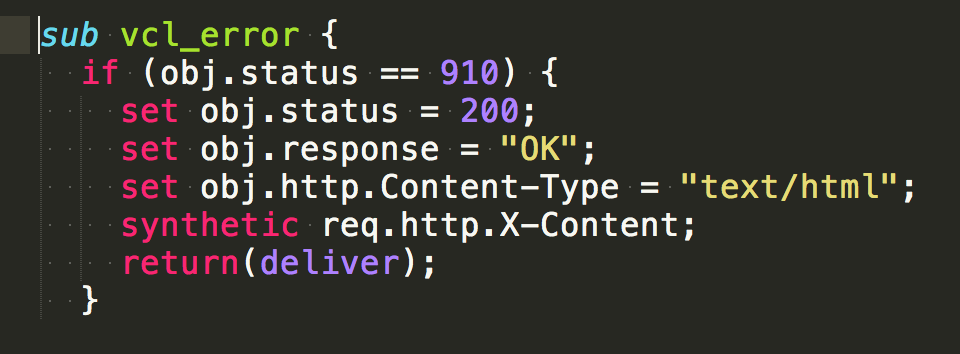 sub vcl_error {
if (obj.status == 910) {
set obj.status = 200;
set obj.response = "OK";
set obj.http.Content-Type = "text/html";
synthetic req.http.X-Content;
return(deliver);
}